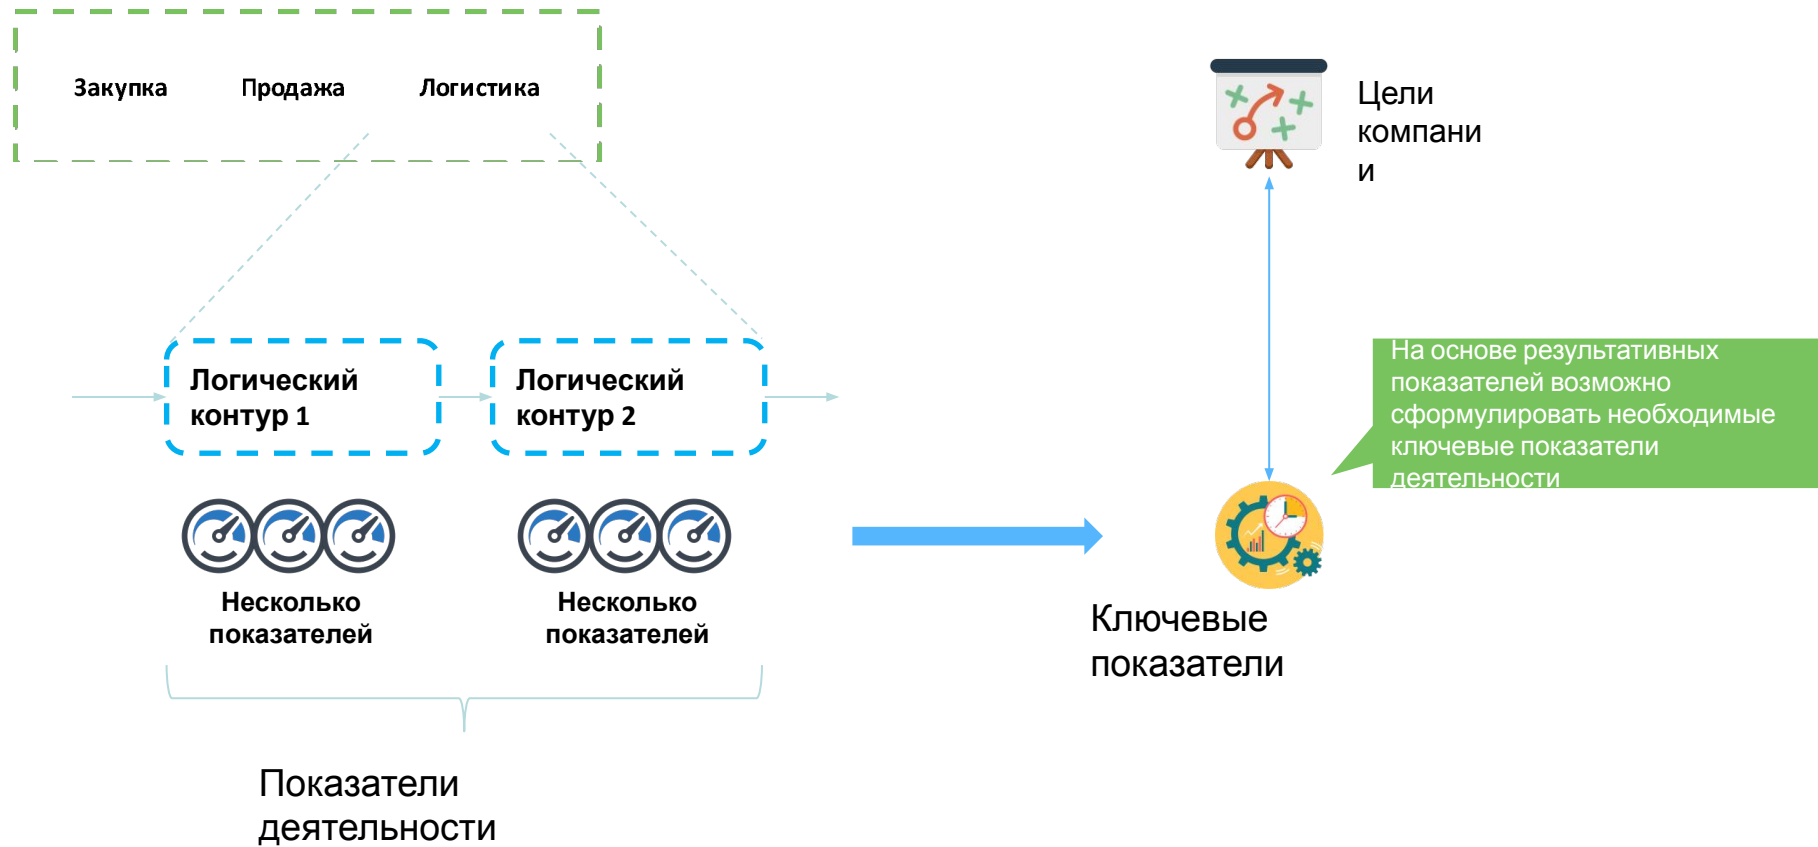 Закупка
Продажа
Логистика
Цели
компани
и
Логический
контур 1
Логический
контур 2
На основе результативных
показателей возможно
сформулировать необходимые
ключевые показатели
деятельности
Несколько
показателей
Несколько
показателей
Ключевые
показатели
Показатели
деятельности